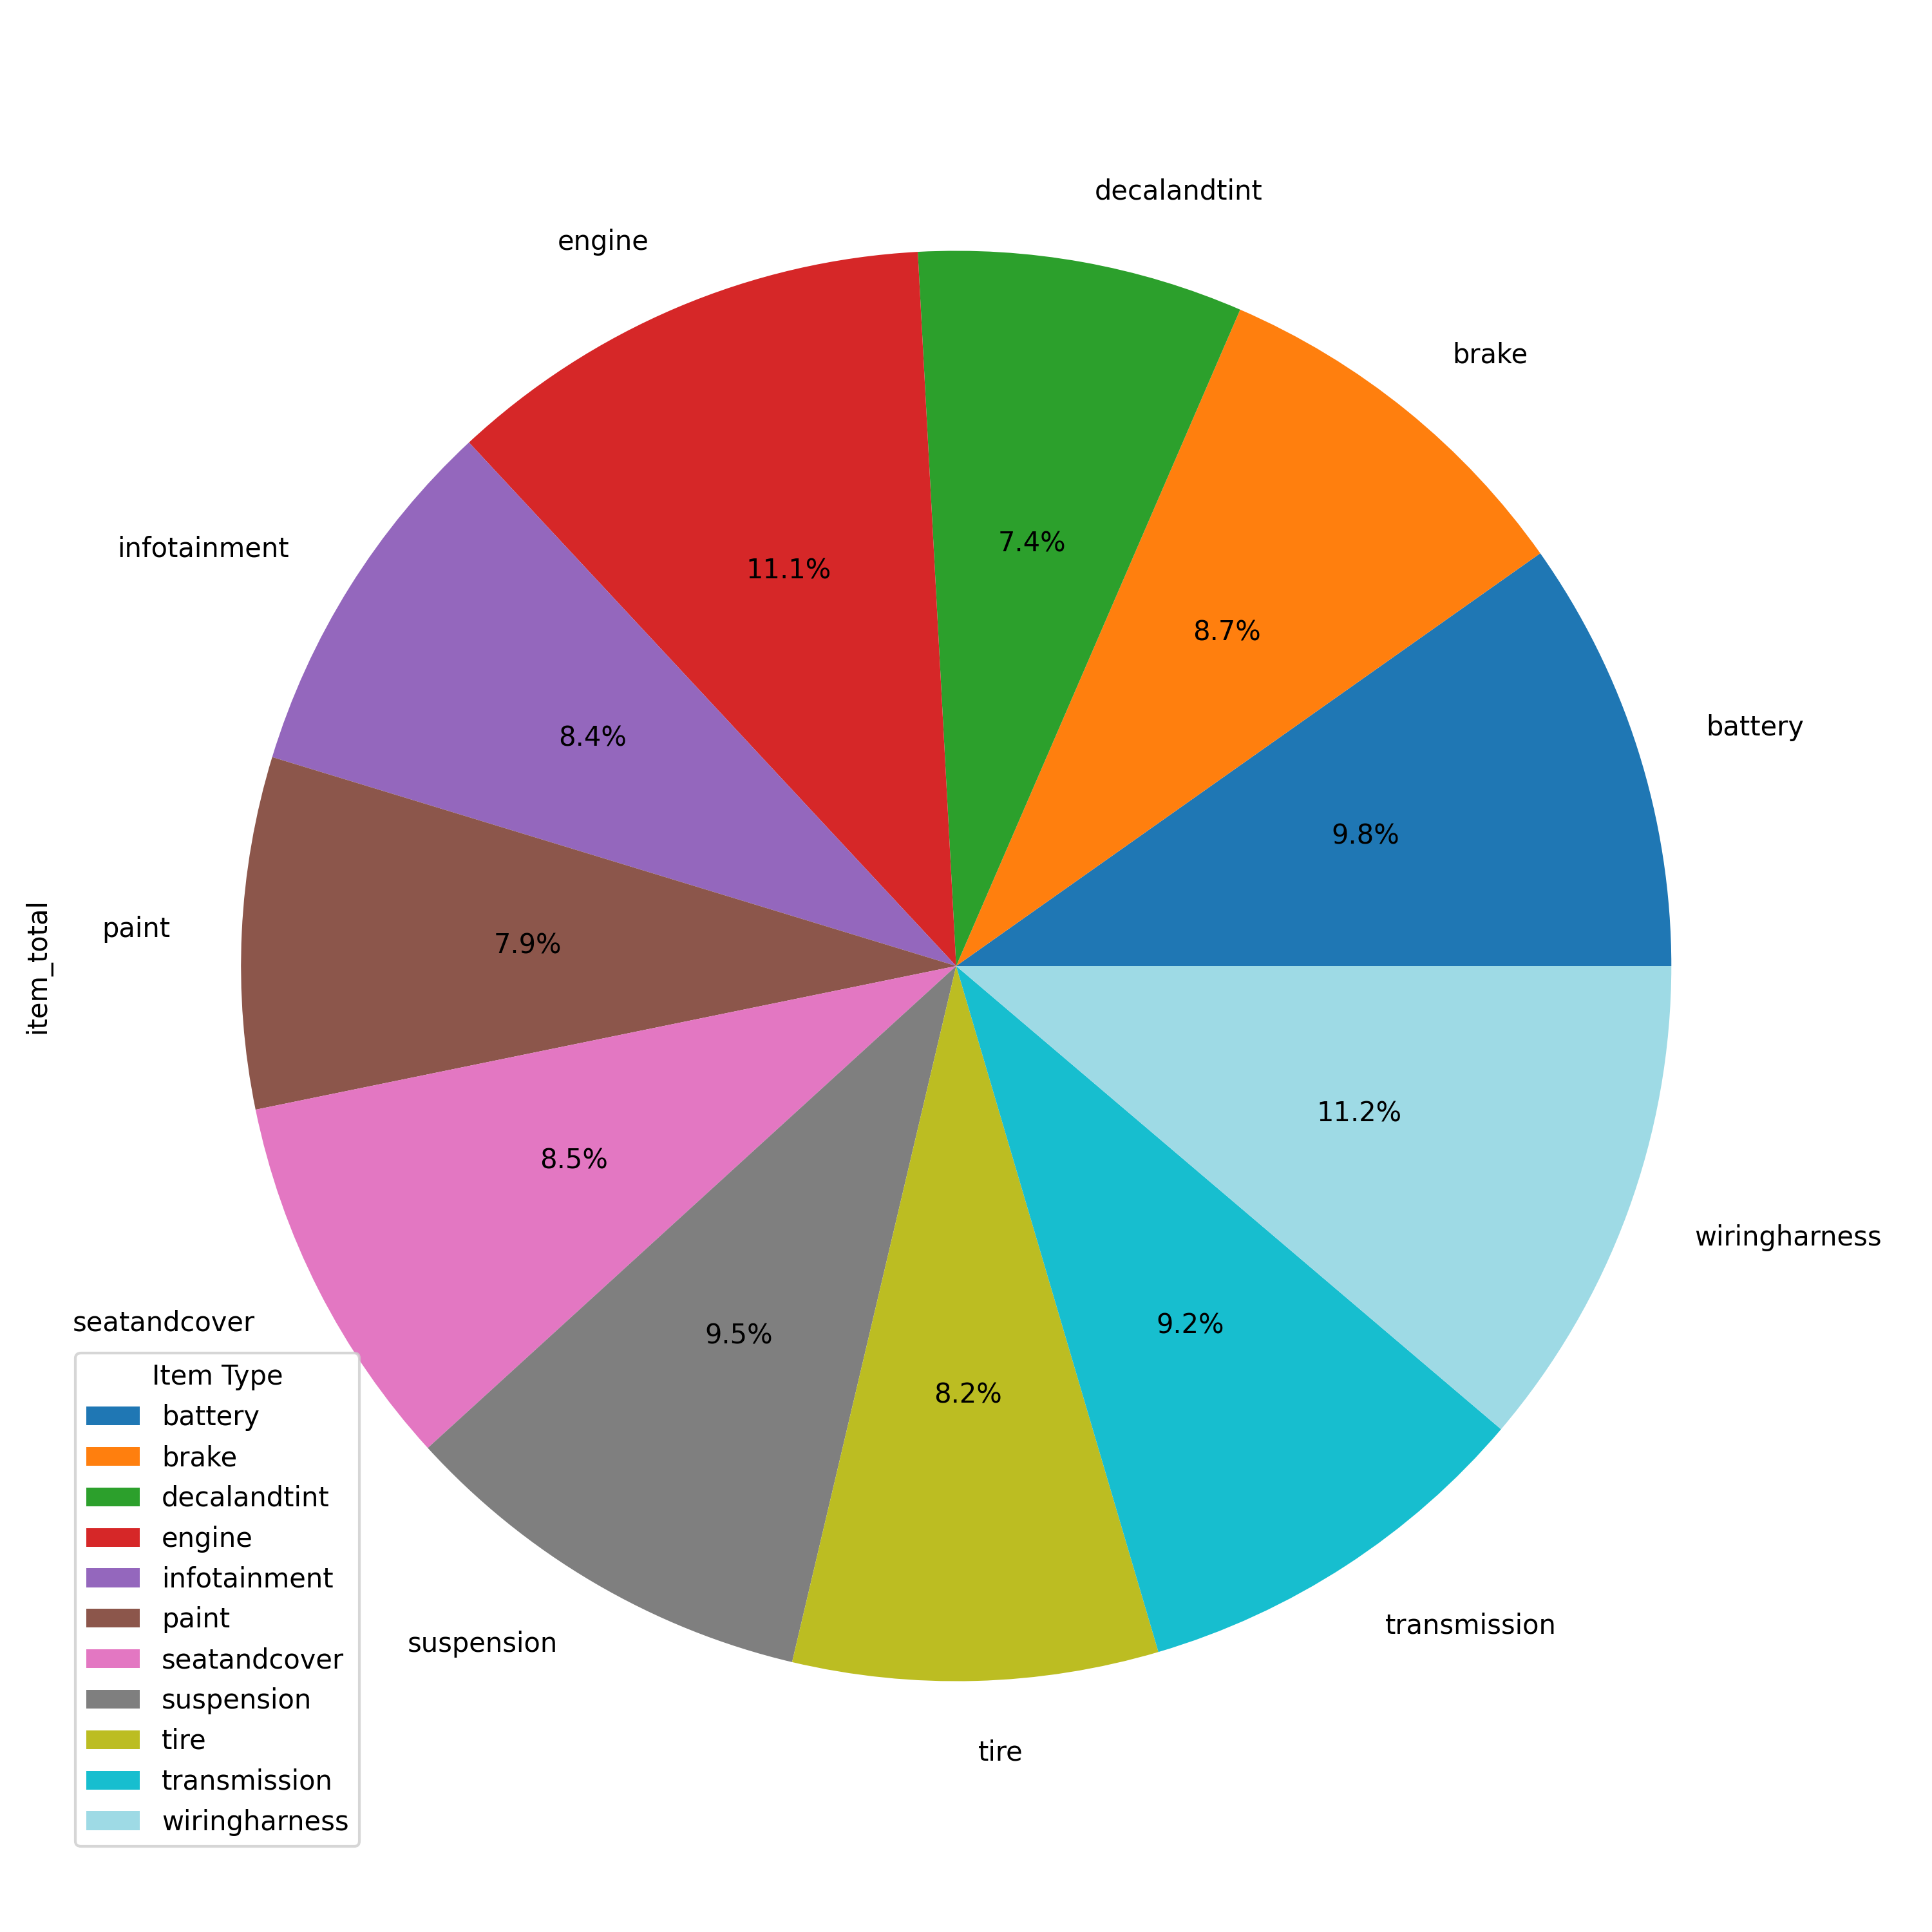 decalandtint
engine
brake
infotainment
7.4%
11.1%
8.7%
battery
8.4%
9.8%
item_total
paint
7.9%
11.2%
8.5%
wiringharness
seatandcover
9.5%
9.2%
8.2%
Item Type
battery
brake
decalandtint
engine
infotainment
paint
seatandcover
suspension
tire
transmission
wiringharness
suspension
transmission
tire